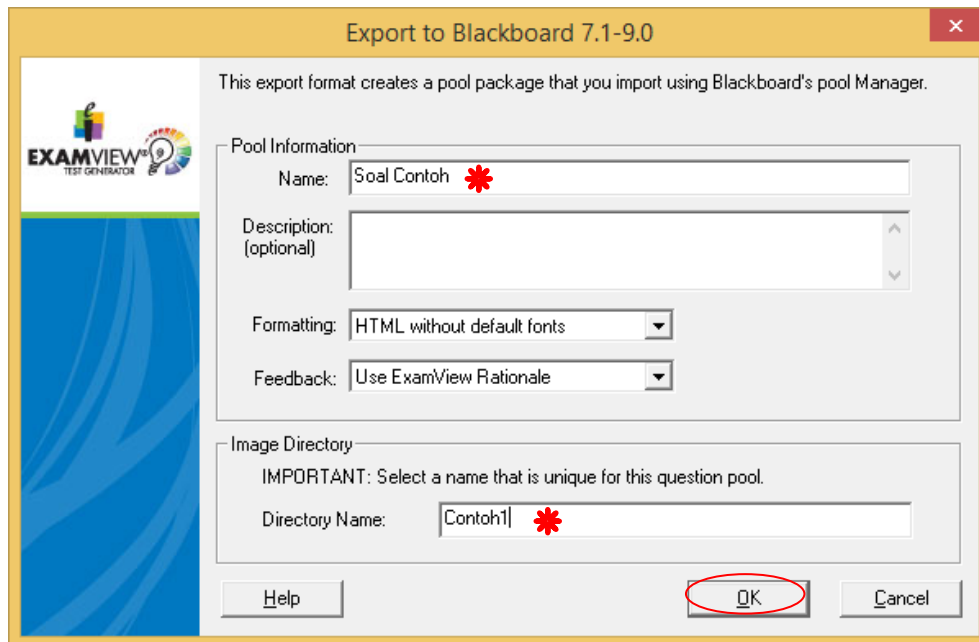 Export to Blackboard 7.1-9.0
This export format creates a pool package that you import using Blackboard's pool Manager.
EXAMVIEW®
TEST GENERATOR
Pool Information
Name: Soal Contoh
Description:
(optional)
Formatting: HTML without default fonts
Feedback: Use ExamView Rationale
Image Directory
IMPORTANT: Select a name that is unique for this question pool.
Directory Name: Contoh1
Help OK Cancel